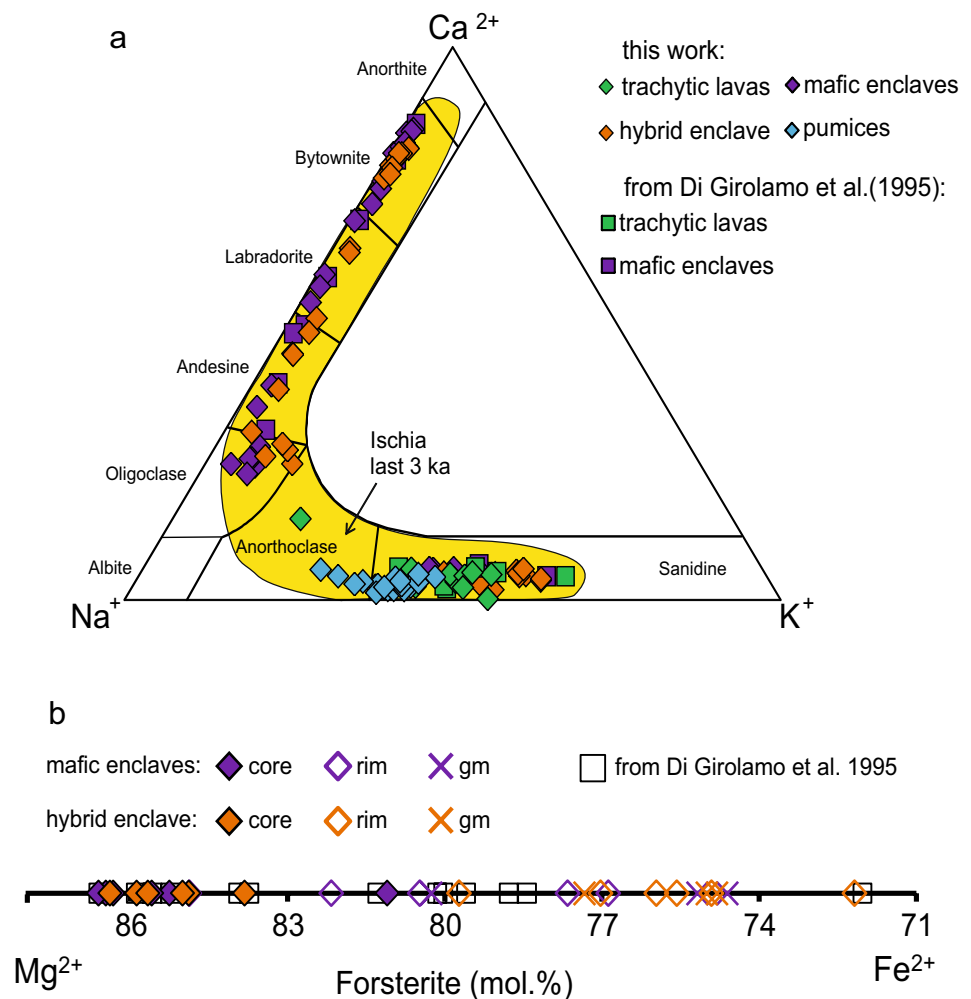 a
Ca 2+
this work:
trachytic lavas
mafic enclaves
hybrid enclave
pumices
from Di Girolamo et al.(1995):
trachytic lavas
mafic enclaves
Anorthite
Bytownite
Labradorite
Andesine
Ischia
last 3 ka
Oligoclase
Anorthoclase
Albite
Sanidine
Na+
K+
b
mafic enclaves: core rim gm from Di Girolamo et al. 1995
hybrid enclave: core rim gm
86 83 80 77 74 71
Mg2+ Forsterite (mol.%) Fe2+